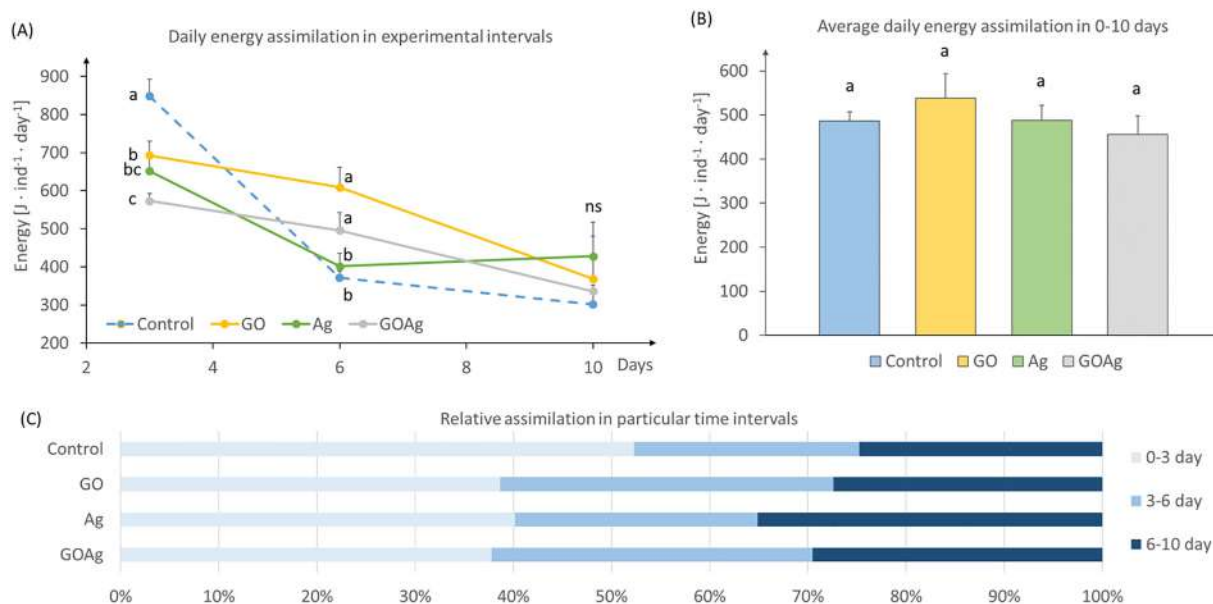 (A)
Daily energy assimilation in experimental intervals
Energy [J · ind⁻¹ · day⁻¹]
900
800
700
600
500
400
300
200
a
b
bc
c
a
a
b
b
ns
Control GO Ag GOAg
2 4 6 8 10 Days
(B)
Average daily energy assimilation in 0-10 days
Energy [J · ind⁻¹ · day⁻¹]
600
500
400
300
200
100
0
a a a a
Control GO Ag GOAg
(C)
Relative assimilation in particular time intervals
Control
GO
Ag
GOAg
0% 10% 20% 30% 40% 50% 60% 70% 80% 90% 100%
0-3 day
3-6 day
6-10 day